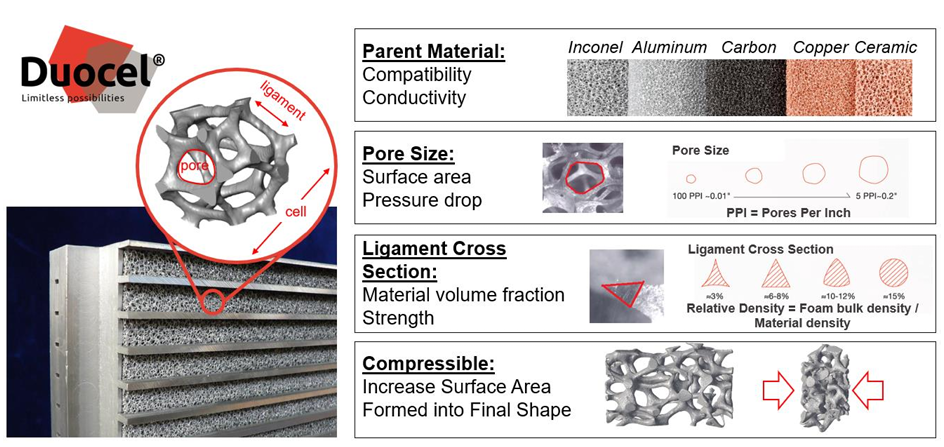 Duocel®
Limitless possibilities
ligament
pore
cell
Parent Material:
Compatibility
Conductivity
Inconel Aluminum Carbon Copper Ceramic
Pore Size:
Surface area
Pressure drop
Pore Size
100 PPI ~0.01" 5 PPI~0.2"
PPI = Pores Per Inch
Ligament Cross
Section:
Material volume fraction
Strength
Ligament Cross Section
≈3% ≈6-8% ≈10-12% ≈15%
Relative Density = Foam bulk density /
Material density
Compressible:
Increase Surface Area
Formed into Final Shape